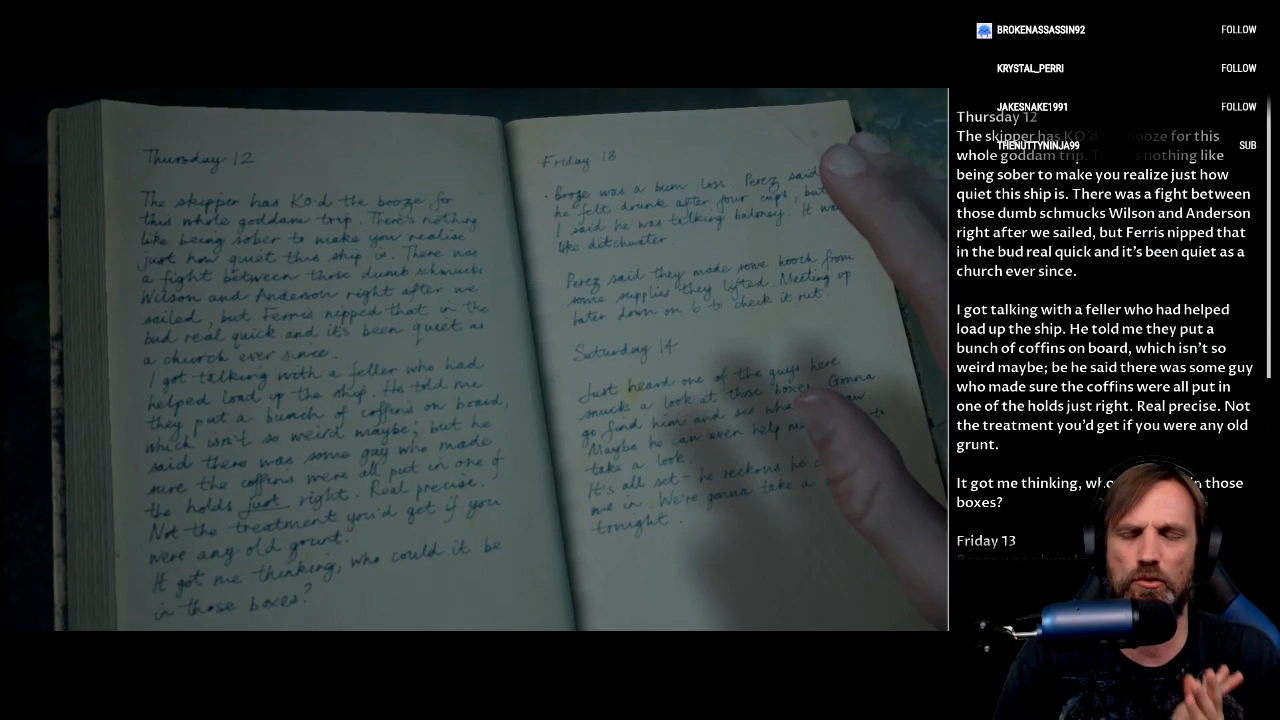 Thursday 12
The skipper has KO'd the booze for
this whole goddam trip. There's nothing
like being sober to make you realise
just how quiet this ship is. There was
a fight between those dumb schmucks
Wilson and Anderson right after we
sailed, but Ferris nipped that in the
bud real quick and it's been quiet as
a church ever since.
I got talking with a feller who had
helped load up the ship. He told me
they put a bunch of coffins on board,
which isn't so weird maybe; but he
said there was some guy who made
sure the coffins were all put in one of
the holds just right. Real precise.
Not the treatment you'd get if you
were any old grunt.
It got me thinking, who could it be
in those boxes?
Friday 13
Booze was a bum loss. Perez said
he felt drunk after four cups, but
I said he was talking baloney. It was
like ditchwater.
Perez said they made some hooch from
some supplies they lifted. Meeting up
later down on 6 to check it out.
Saturday 14
Just heard one of the guys here
snuck a look at those boxes. Gonna
go find him and see what
Maybe he can even help me to
take a look.
It's all set - he reckons he
me in. We're gonna take a
tonight.
BROKENASSASSIN92 FOLLOW
KRYSTAL_PERRI FOLLOW
JAKESNAKE1991 FOLLOW
THENUTTYNINJA99 SUB
Thursday 12
The skipper has KO'd booze for this
whole goddam trip. nothing like
being sober to make you realize just how
quiet this ship is. There was a fight between
those dumb schmucks Wilson and Anderson
right after we sailed, but Ferris nipped that
in the bud real quick and it's been quiet as a
church ever since.
I got talking with a feller who had helped
load up the ship. He told me they put a
bunch of coffins on board, which isn't so
weird maybe; be he said there was some guy
who made sure the coffins were all put in
one of the holds just right. Real precise. Not
the treatment you'd get if you were any old
grunt.
It got me thinking, in those
boxes?
Friday 13